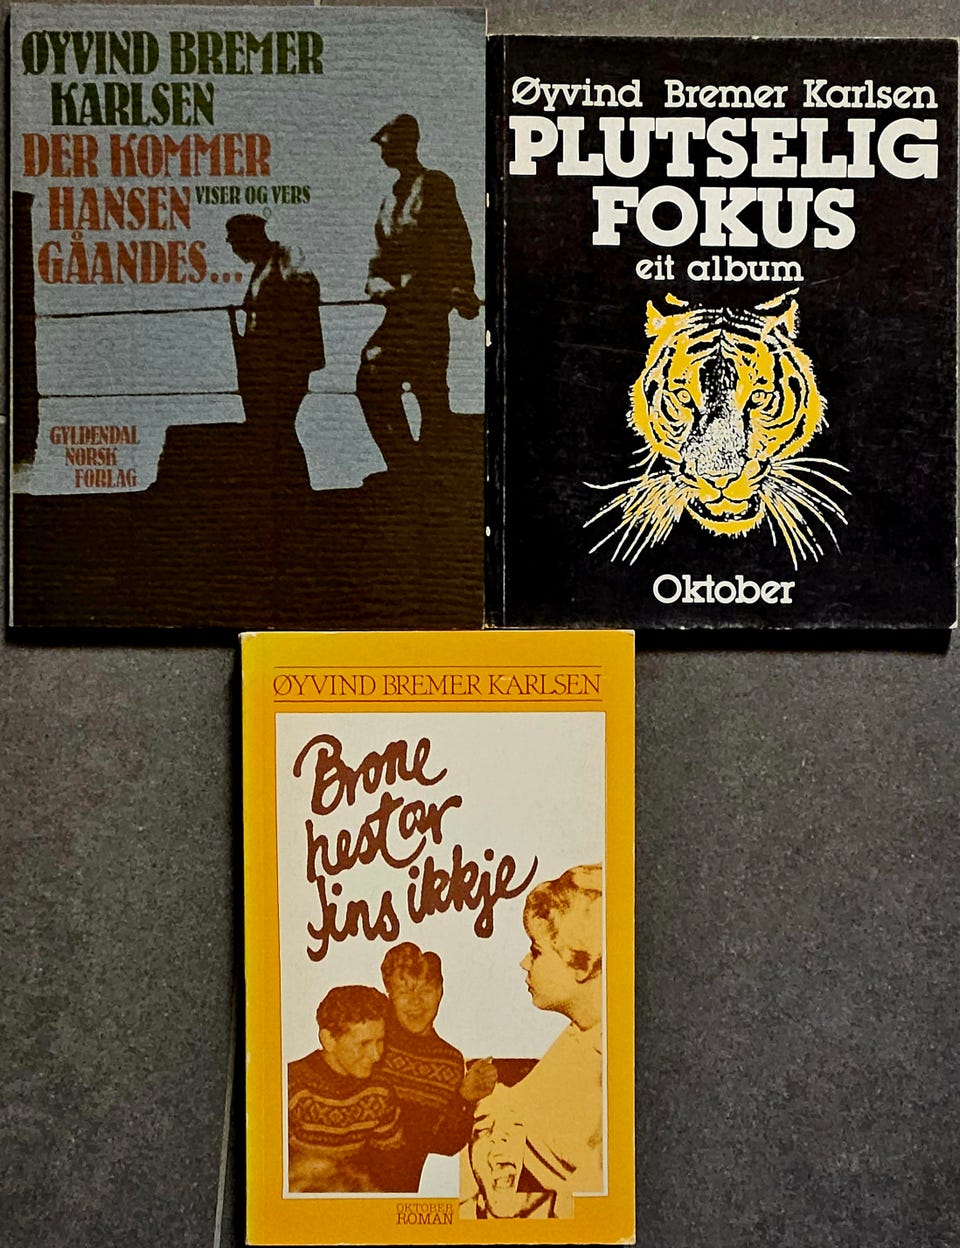 ØYVIND BREMER
KARLSEN
DER KOMMER
HANSEN VISER OG VERS
GÅANDES...
GYLDENDAL
NORSK
FORLAG
Øyvind Bremer Karlsen
PLUTSELIG
FOKUS
eit album
Oktober
ØYVIND BREMER KARLSEN
Brone
hestar
fins ikkje
OKTOBER
ROMAN